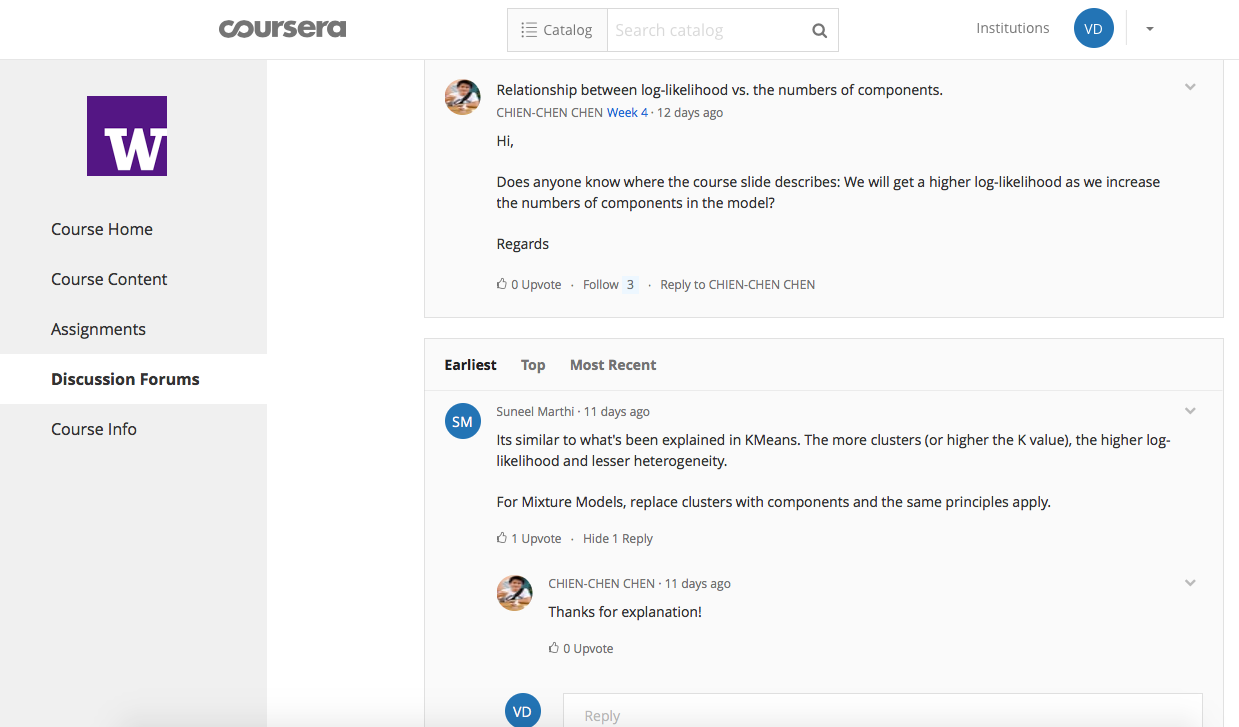 coursera
Catalog
Search catalog
Institutions
VD
W
Course Home
Course Content
Assignments
Discussion Forums
Course Info
Relationship between log-likelihood vs. the numbers of components.
CHIEN-CHEN CHEN Week 4 · 12 days ago
Hi,
Does anyone know where the course slide describes: We will get a higher log-likelihood as we increase
the numbers of components in the model?
Regards
0 Upvote · Follow 3 · Reply to CHIEN-CHEN CHEN
Earliest Top Most Recent
SM
Suneel Marthi · 11 days ago
Its similar to what's been explained in KMeans. The more clusters (or higher the K value), the higher log-
likelihood and lesser heterogeneity.
For Mixture Models, replace clusters with components and the same principles apply.
1 Upvote · Hide 1 Reply
CHIEN-CHEN CHEN · 11 days ago
Thanks for explanation!
0 Upvote
VD
Reply